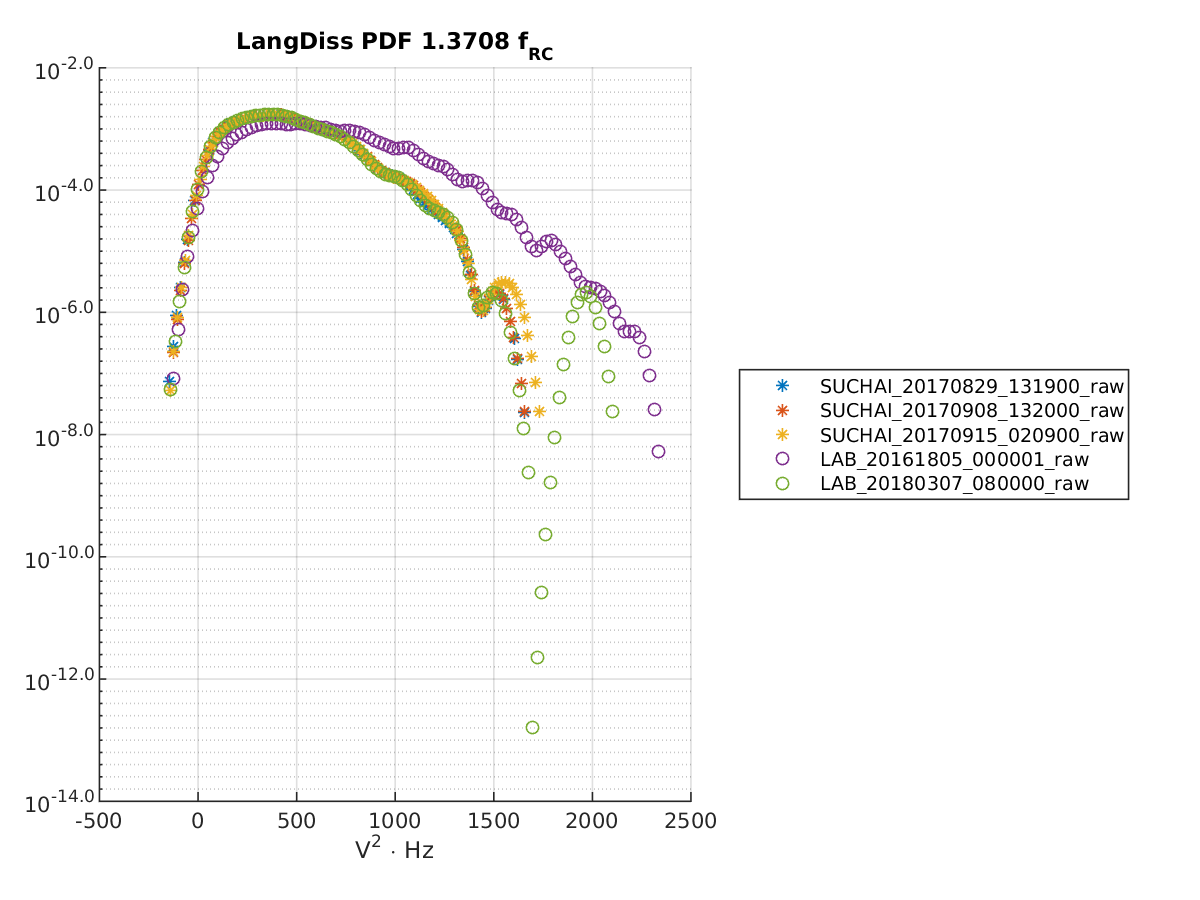 LangDiss PDF 1.3708 f_RC
10^-2.0
10^-4.0
10^-6.0
10^-8.0
10^-10.0
10^-12.0
10^-14.0
-500 0 500 1000 1500 2000 2500
V^2 · Hz
SUCHAI_20170829_131900_raw
SUCHAI_20170908_132000_raw
SUCHAI_20170915_020900_raw
LAB_20161805_000001_raw
LAB_20180307_080000_raw